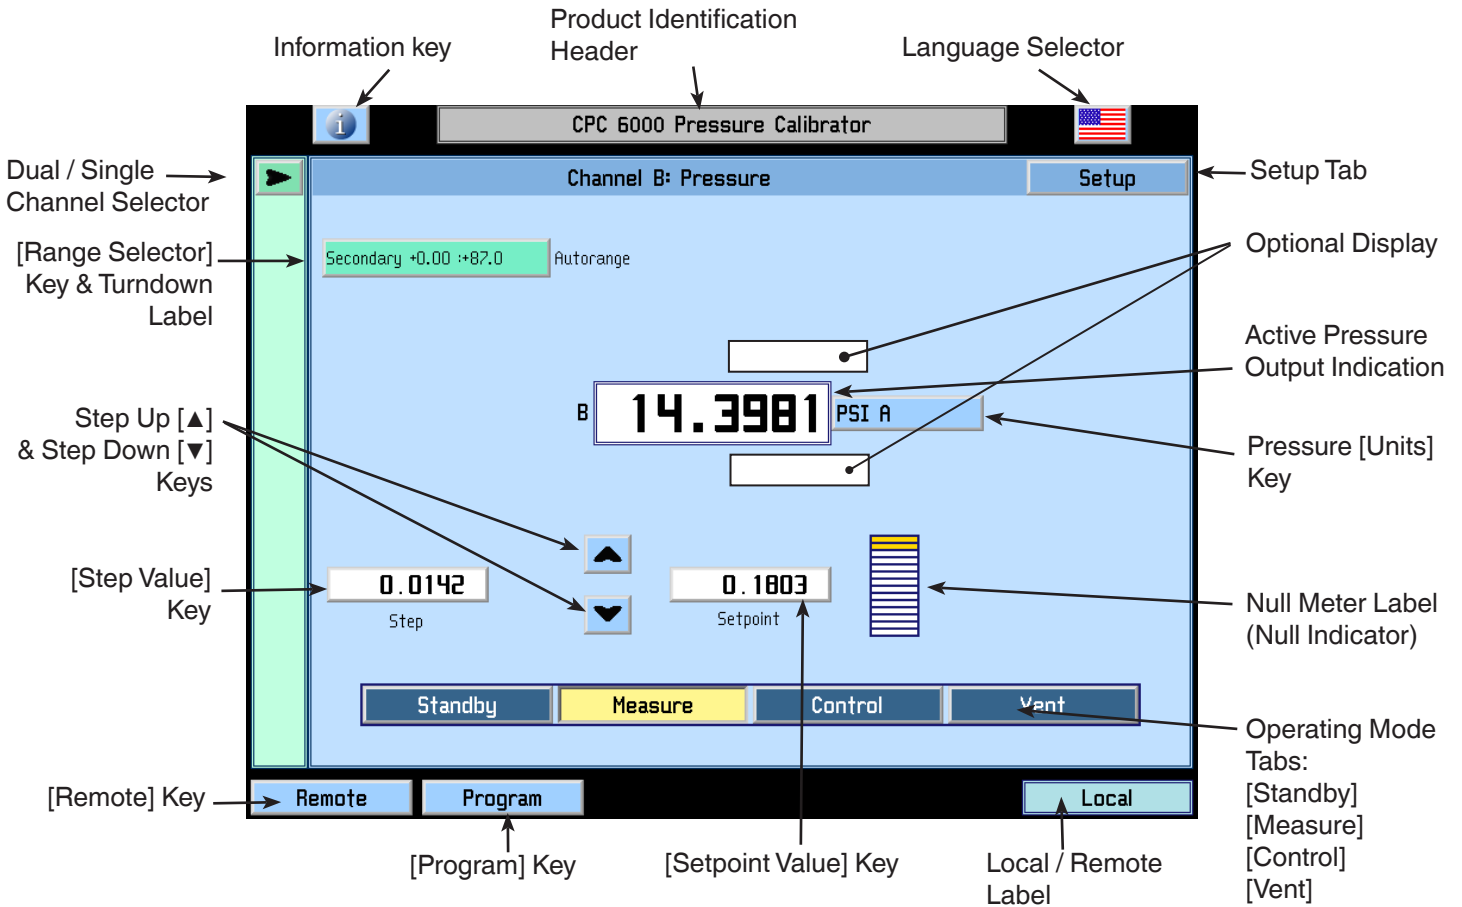 Product Identification
Header
Information key
Language Selector
i
CPC 6000 Pressure Calibrator
Dual / Single
Channel Selector
Channel B: Pressure
Setup
Setup Tab
[Range Selector]
Key & Turndown
Label
Secondary +0.00 :+87.0
Autorange
Optional Display
Active Pressure
Output Indication
B
14.3981
PSI A
Step Up [▲]
& Step Down [▼]
Keys
Pressure [Units]
Key
[Step Value]
Key
0.0142
Step
0.1803
Setpoint
Null Meter Label
(Null Indicator)
Standby
Measure
Control
Vent
Operating Mode
Tabs:
[Standby]
[Measure]
[Control]
[Vent]
[Remote] Key
Remote
Program
Local
[Program] Key
[Setpoint Value] Key
Local / Remote
Label